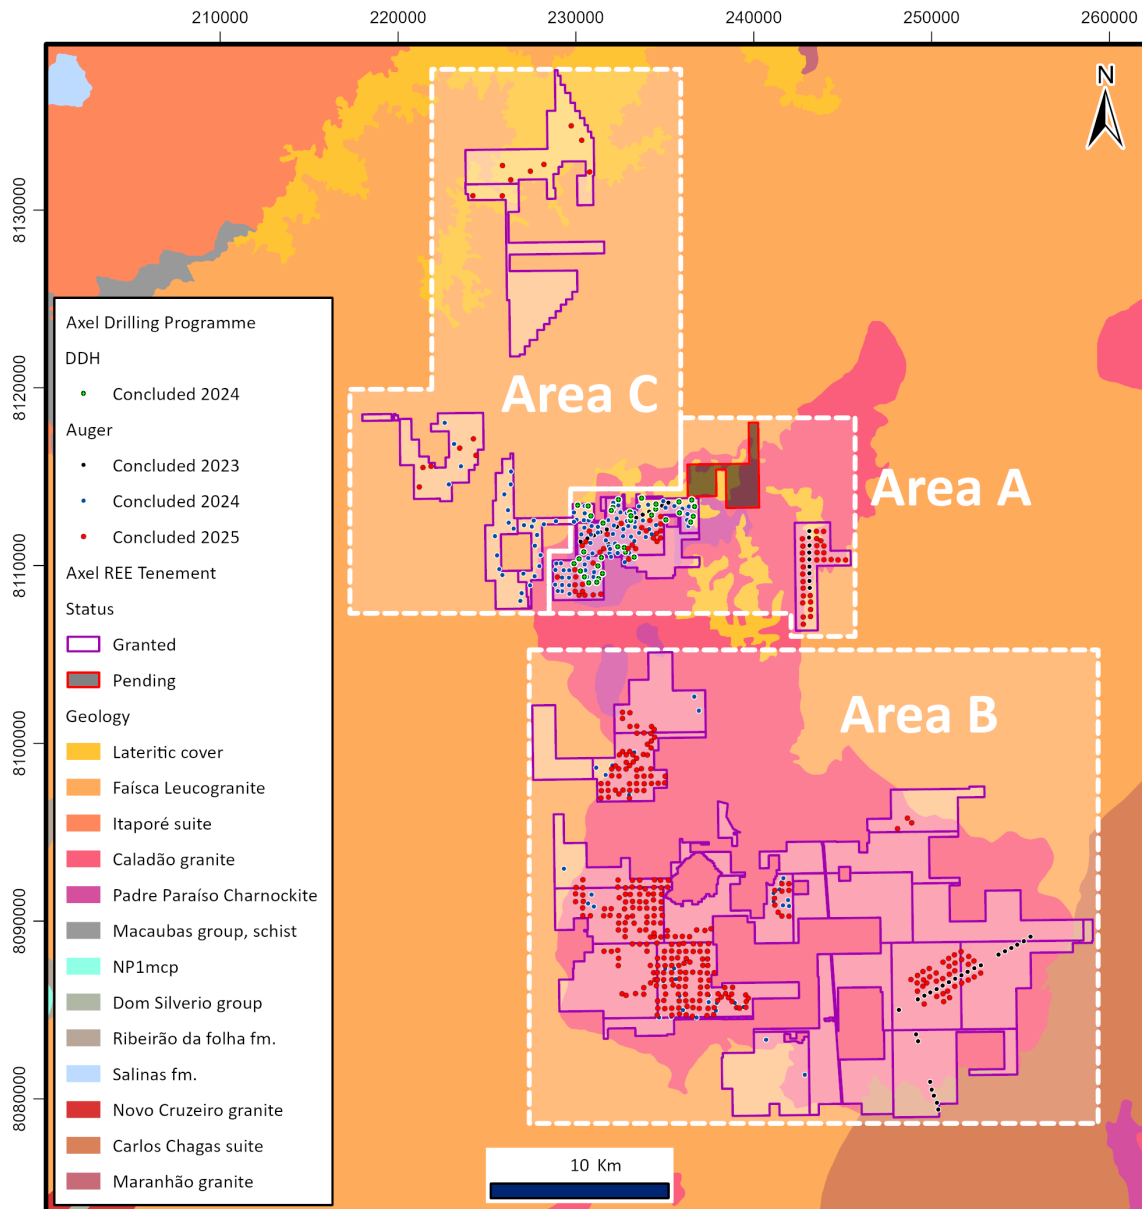 210000 220000 230000 240000 250000 260000
N
8130000
8120000
8110000
8100000
8090000
8080000
Area C
Area A
Area B
Axel Drilling Programme
DDH
Concluded 2024
Auger
Concluded 2023
Concluded 2024
Concluded 2025
Axel REE Tenement
Status
Granted
Pending
Geology
Lateritic cover
Faísca Leucogranite
Itaporé suite
Caladão granite
Padre Paraíso Charnockite
Macaubas group, schist
NP1mcp
Dom Silverio group
Ribeirão da folha fm.
Salinas fm.
Novo Cruzeiro granite
Carlos Chagas suite
Maranhão granite
10 Km